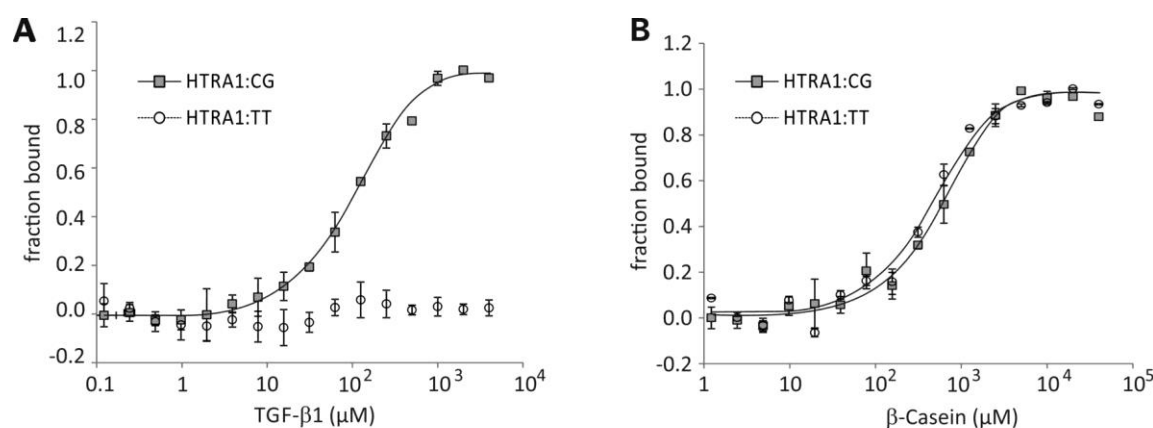 A
1.2
1.0
0.8
0.6
0.4
0.2
0.0
-0.2
fraction bound
HTRA1:CG
HTRA1:TT
0.1 1 10 10² 10³ 10⁴
TGF-β1 (µM)
B
1.2
1.0
0.8
0.6
0.4
0.2
0.0
-0.2
fraction bound
HTRA1:CG
HTRA1:TT
1 10 10² 10³ 10⁴ 10⁵
β-Casein (µM)